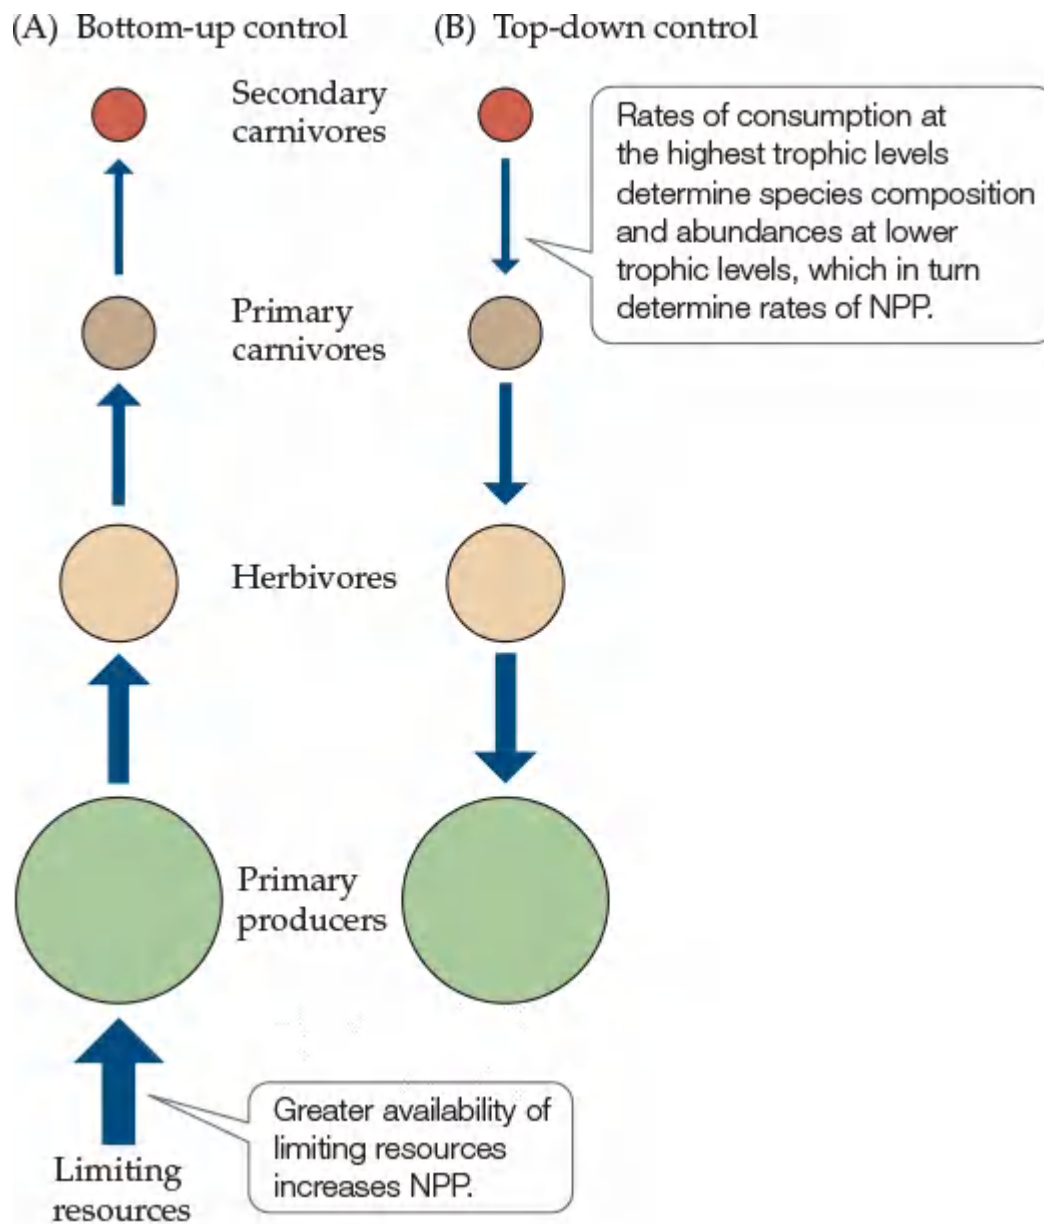 (A) Bottom-up control
(B) Top-down control
Secondary
carnivores
Rates of consumption at
the highest trophic levels
determine species composition
and abundances at lower
trophic levels, which in turn
determine rates of NPP.
Primary
carnivores
Herbivores
Primary
producers
Greater availability of
limiting resources
increases NPP.
Limiting
resources